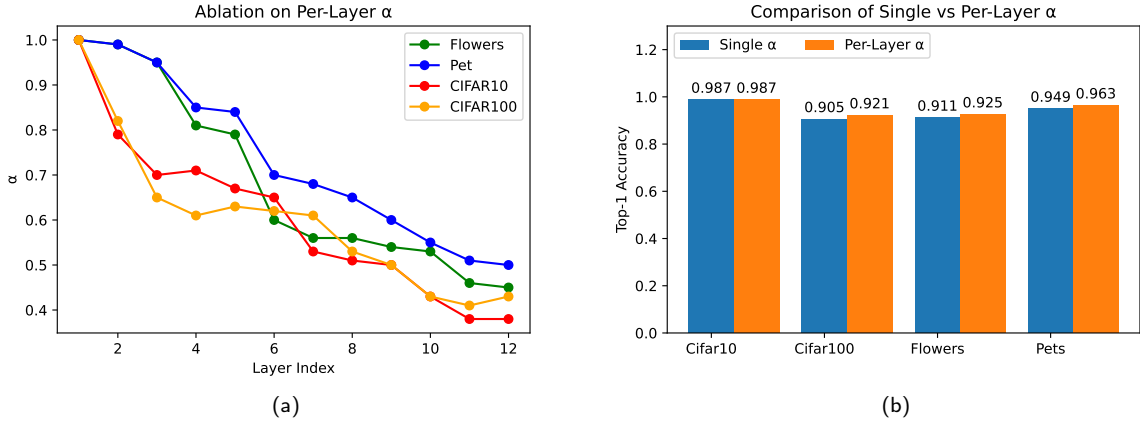 Ablation on Per-Layer α
1.0
0.9
0.8
0.7
0.6
0.5
0.4
α
2
4
6
8
10
12
Layer Index
Flowers
Pet
CIFAR10
CIFAR100
(a)
Comparison of Single vs Per-Layer α
Single α
Per-Layer α
1.2
1.0
0.8
0.6
0.4
0.2
0.0
Top-1 Accuracy
0.987 0.987
0.905 0.921
0.911 0.925
0.949 0.963
Cifar10
Cifar100
Flowers
Pets
(b)